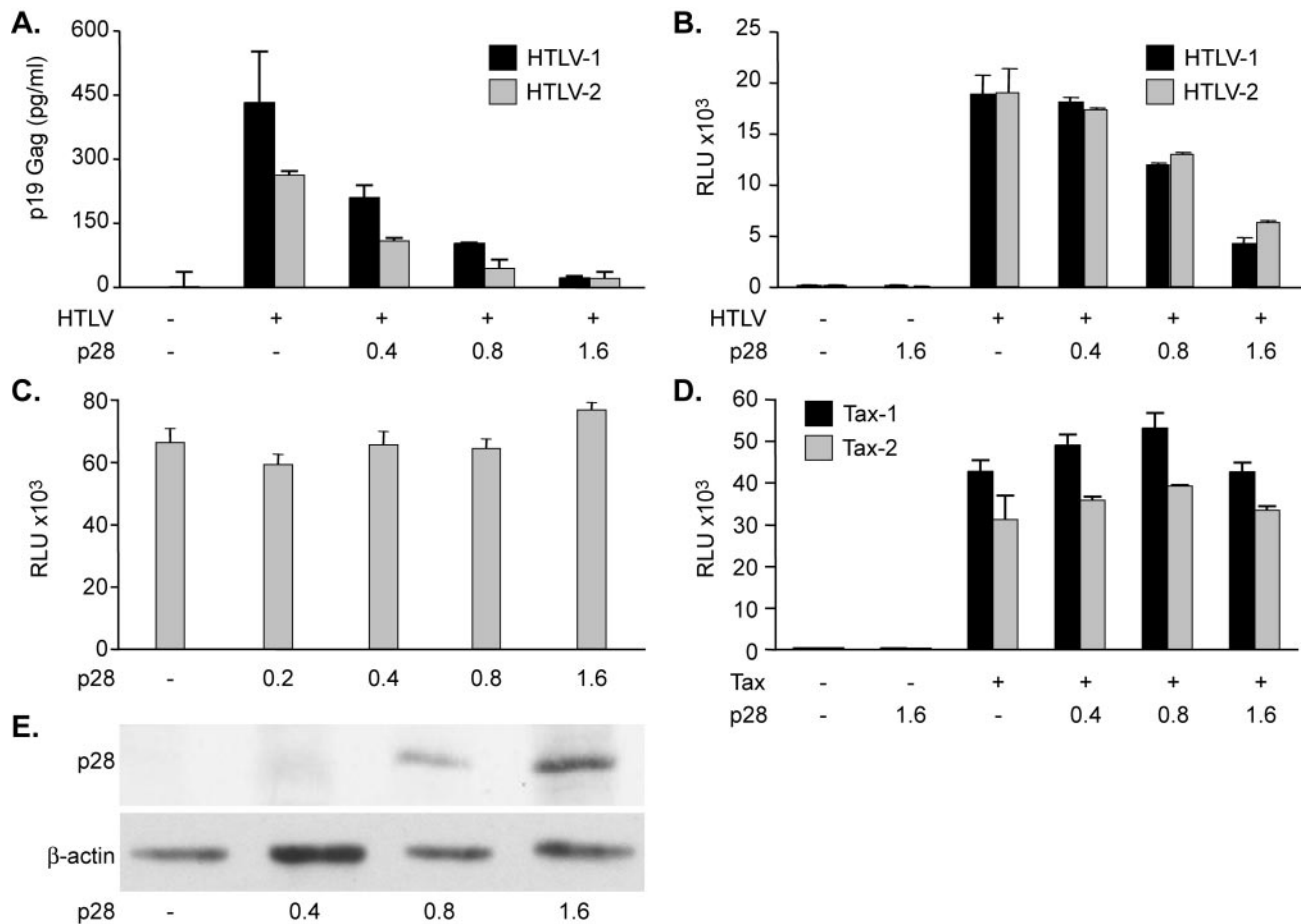 A.
600
450
300
150
0
p19 Gag (pg/ml)
HTLV-1
HTLV-2
HTLV - + + + +
p28 - - 0.4 0.8 1.6
B.
25
20
15
10
5
0
RLU x10³
HTLV-1
HTLV-2
HTLV - - + + + +
p28 - 1.6 - 0.4 0.8 1.6
C.
80
60
40
20
0
RLU x10³
p28 - 0.2 0.4 0.8 1.6
D.
60
50
40
30
20
10
0
RLU x10³
Tax-1
Tax-2
Tax - - + + + +
p28 - 1.6 - 0.4 0.8 1.6
E.
p28
β-actin
p28 - 0.4 0.8 1.6